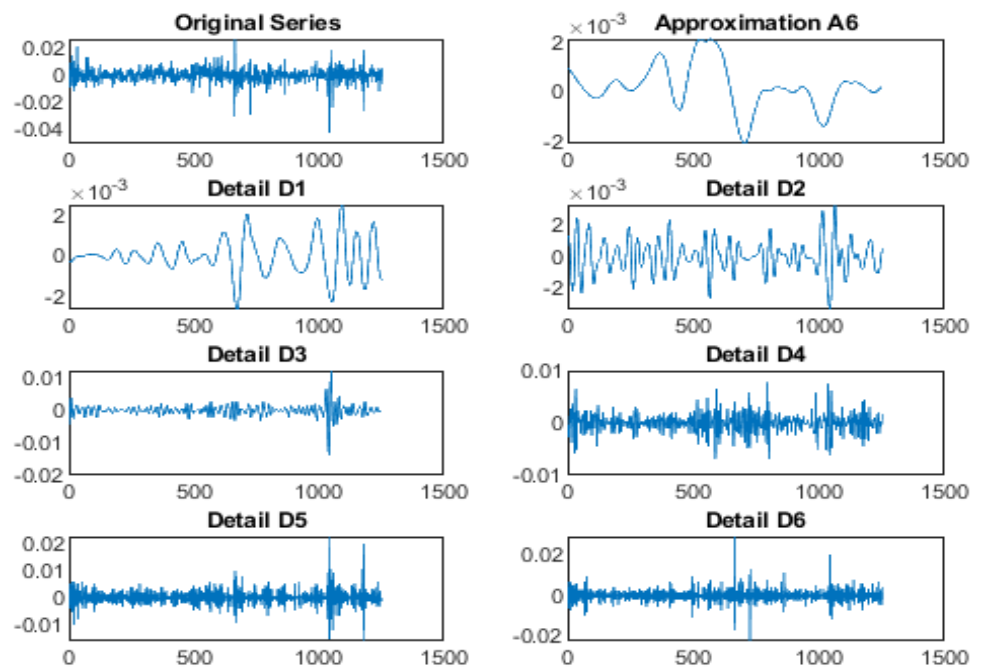 Original Series
0.02
0
-0.02
-0.04
0 500 1000 1500
Approximation A6
×10-3
2
0
-2
0 500 1000 1500
Detail D1
×10-3
2
0
-2
0 500 1000 1500
Detail D2
×10-3
2
0
-2
0 500 1000 1500
Detail D3
0.01
0
-0.01
-0.02
0 500 1000 1500
Detail D4
0.01
0
-0.01
0 500 1000 1500
Detail D5
0.02
0.01
0
-0.01
0 500 1000 1500
Detail D6
0.02
0
-0.02
0 500 1000 1500